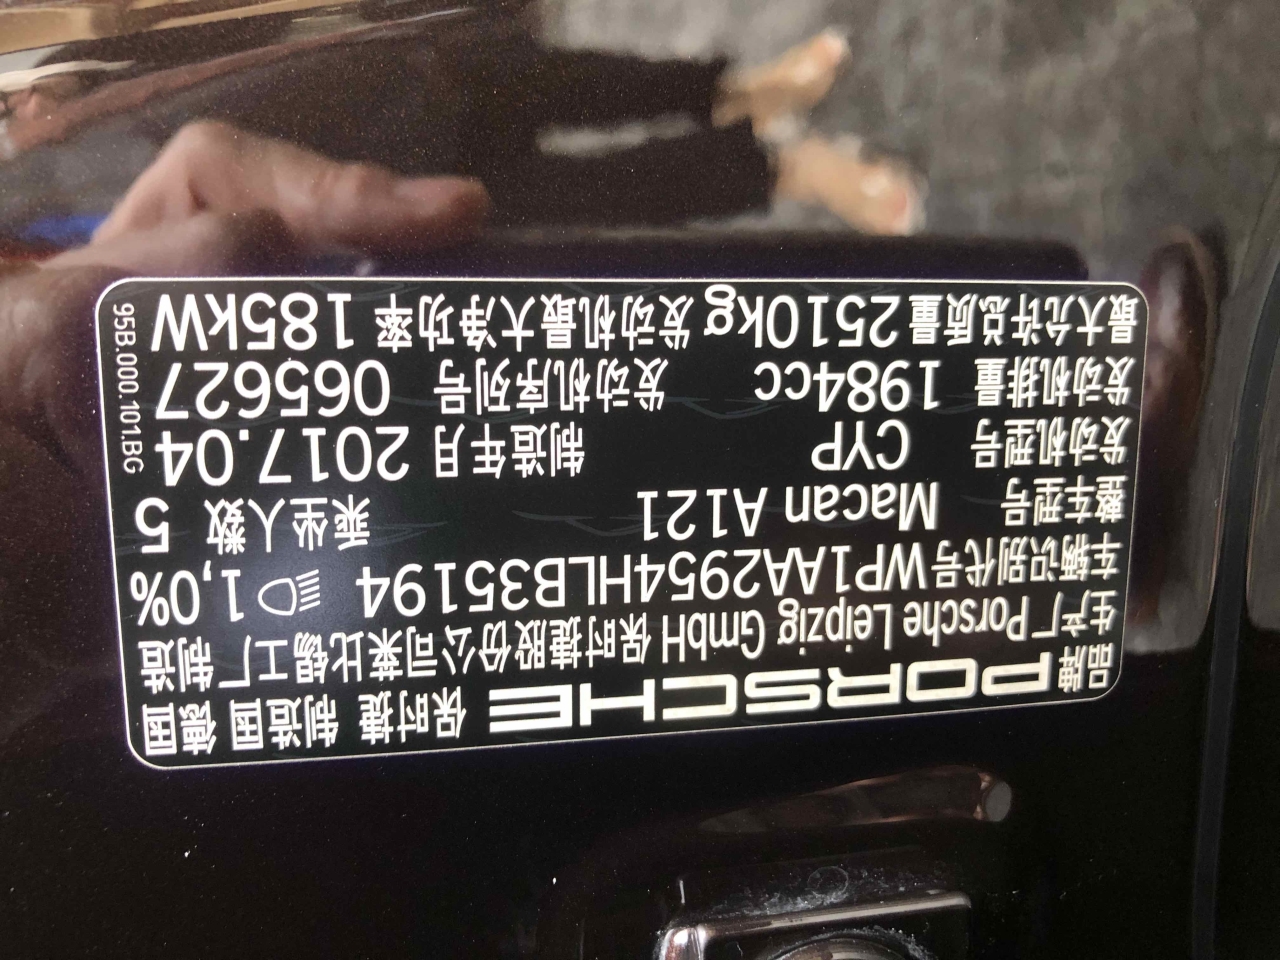 品牌 PORSCHE 保时捷 制造国 德国
生产厂 Porsche Leipzig GmbH 保时捷股份公司莱比锡工厂 制造
车辆识别代号 WP1AA2954HLB35194 1,0%
整车型号 Macan A121 乘坐人数 5
发动机型号 CYP 制造年月 2017.04
发动机排量 1984cc 发动机序列号 065627
最大允许总质量 2510kg 发动机最大净功率 185kW
95B.000.101.BG